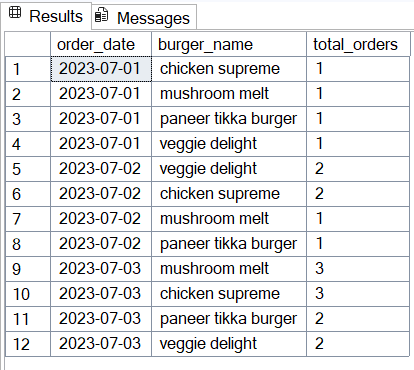 Results Messages
order_date burger_name total_orders
1 2023-07-01 chicken supreme 1
2 2023-07-01 mushroom melt 1
3 2023-07-01 paneer tikka burger 1
4 2023-07-01 veggie delight 1
5 2023-07-02 veggie delight 2
6 2023-07-02 chicken supreme 2
7 2023-07-02 mushroom melt 1
8 2023-07-02 paneer tikka burger 1
9 2023-07-03 mushroom melt 3
10 2023-07-03 chicken supreme 3
11 2023-07-03 paneer tikka burger 2
12 2023-07-03 veggie delight 2